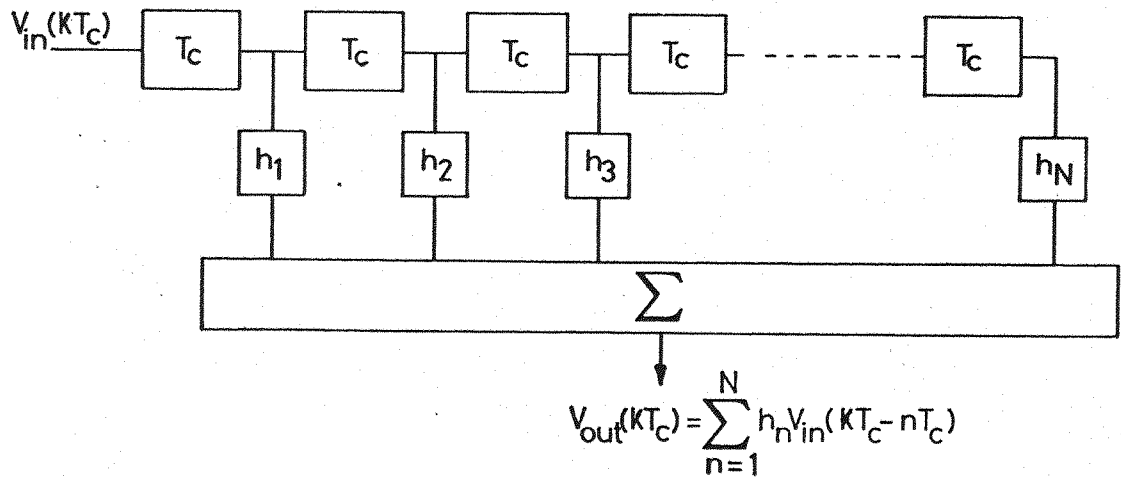 V_in(KT_c)
T_c T_c T_c T_c T_c
h_1 h_2 h_3 h_N
Σ
V_out(KT_c) = Σ_{n=1}^{N} h_n V_in(KT_c - nT_c)